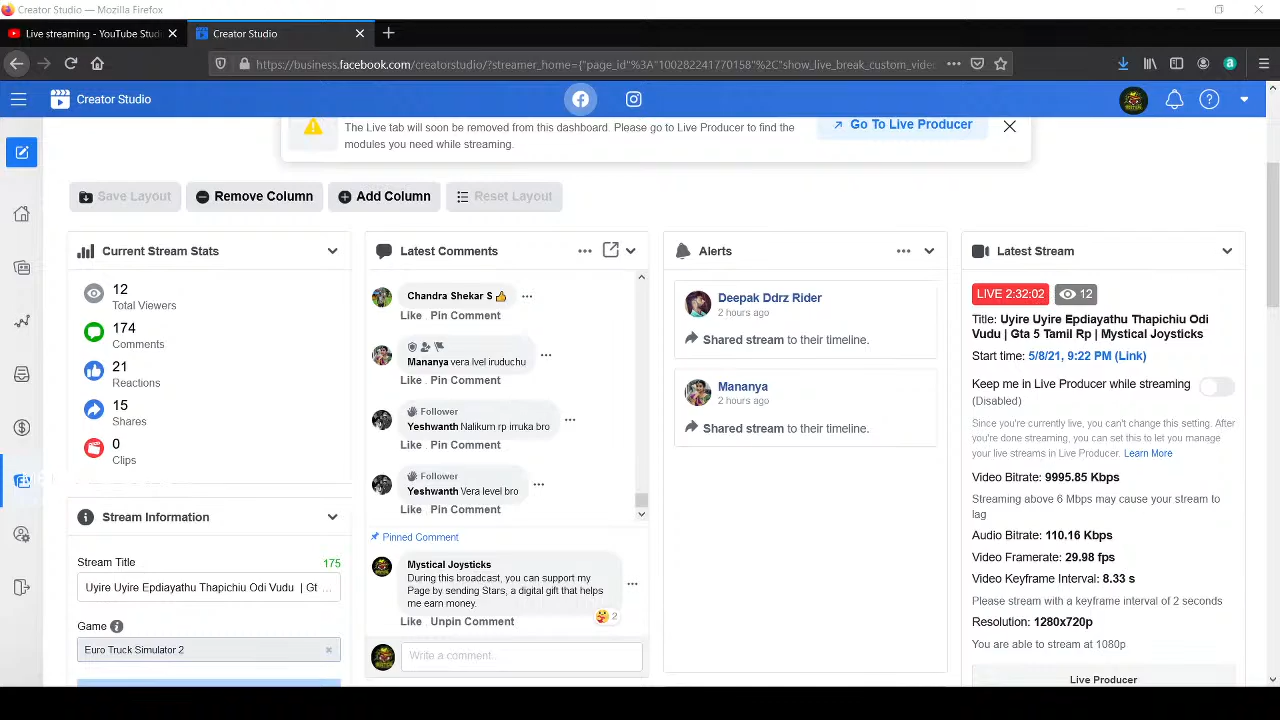 Creator Studio — Mozilla Firefox
Live streaming - YouTube Stud
Creator Studio
https://business.facebook.com/creatorstudio/?streamer_home={"page_id"%3A"100282241770158"%2C"show_live_break_custom_video
Creator Studio
The Live tab will soon be removed from this dashboard. Please go to Live Producer to find the
modules you need while streaming.
Go To Live Producer
Save Layout
Remove Column
Add Column
Reset Layout
Current Stream Stats
12
Total Viewers
174
Comments
21
Reactions
15
Shares
0
Clips
Stream Information
Stream Title
175
Uyire Uyire Epdiayathu Thapichiu Odi Vudu | Gt ...
Game
Euro Truck Simulator 2
Latest Comments
Chandra Shekar S 👍
Like Pin Comment
Mananya vera lvel iruduchu
Like Pin Comment
Follower
Yeshwanth Nalikum rp irruka bro
Like Pin Comment
Follower
Yeshwanth Vera level bro
Like Pin Comment
Pinned Comment
Mystical Joysticks
During this broadcast, you can support my
Page by sending Stars, a digital gift that helps
me earn money.
2
Like Unpin Comment
Write a comment..
Alerts
Deepak Ddrz Rider
2 hours ago
Shared stream to their timeline.
Mananya
2 hours ago
Shared stream to their timeline.
Latest Stream
LIVE 2:32:02 12
Title: Uyire Uyire Epdiayathu Thapichiu Odi
Vudu | Gta 5 Tamil Rp | Mystical Joysticks
Start time: 5/8/21, 9:22 PM (Link)
Keep me in Live Producer while streaming
(Disabled)
Since you're currently live, you can't change this setting. After
you're done streaming, you can set this to let you manage
your live streams in Live Producer. Learn More
Video Bitrate: 9995.85 Kbps
Streaming above 6 Mbps may cause your stream to
lag
Audio Bitrate: 110.16 Kbps
Video Framerate: 29.98 fps
Video Keyframe Interval: 8.33 s
Please stream with a keyframe interval of 2 seconds
Resolution: 1280x720p
You are able to stream at 1080p
Live Producer